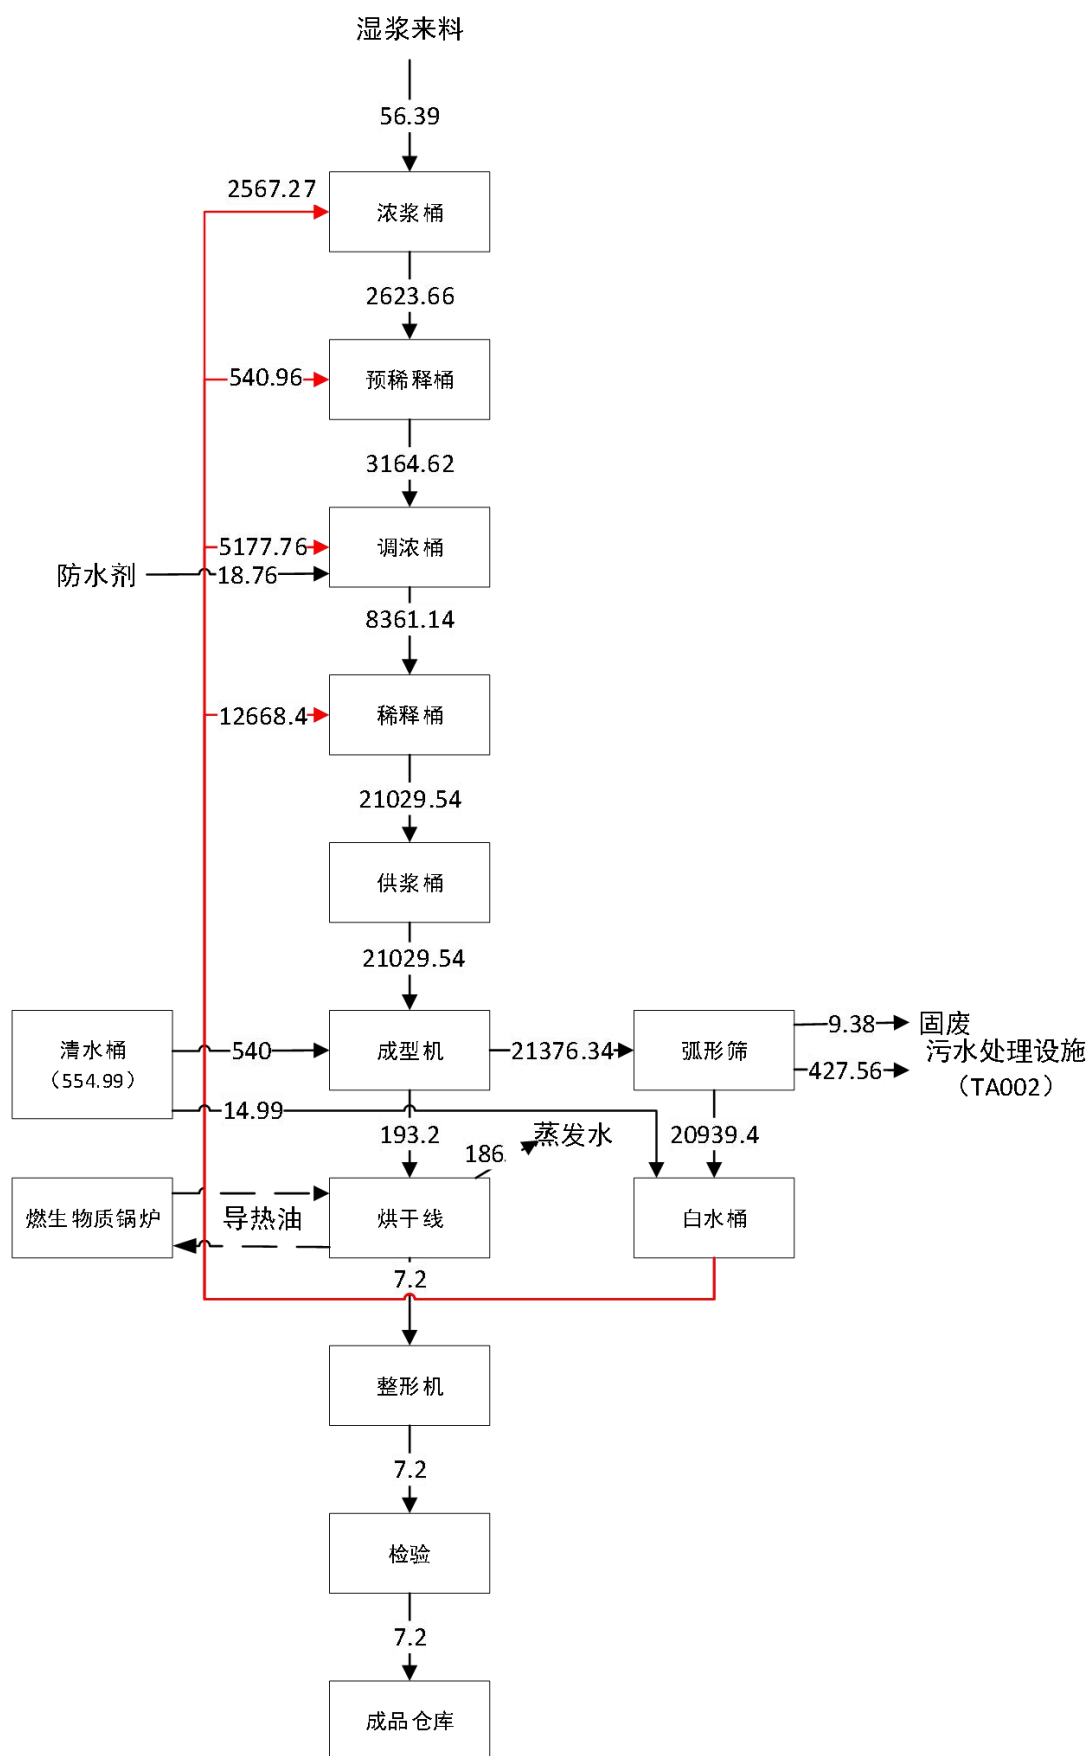 湿浆来料
56.39
2567.27
浓浆桶
2623.66
540.96
预稀释桶
3164.62
5177.76
调浓桶
防水剂
18.76
8361.14
12668.4
稀释桶
21029.54
供浆桶
21029.54
清水桶
（554.99）
540
成型机
21376.34
弧形筛
9.38
固废
427.56
污水处理设施
（TA002）
14.99
193.2
186.
蒸发水
20939.4
燃生物质锅炉
导热油
烘干线
白水桶
7.2
整形机
7.2
检验
7.2
成品仓库